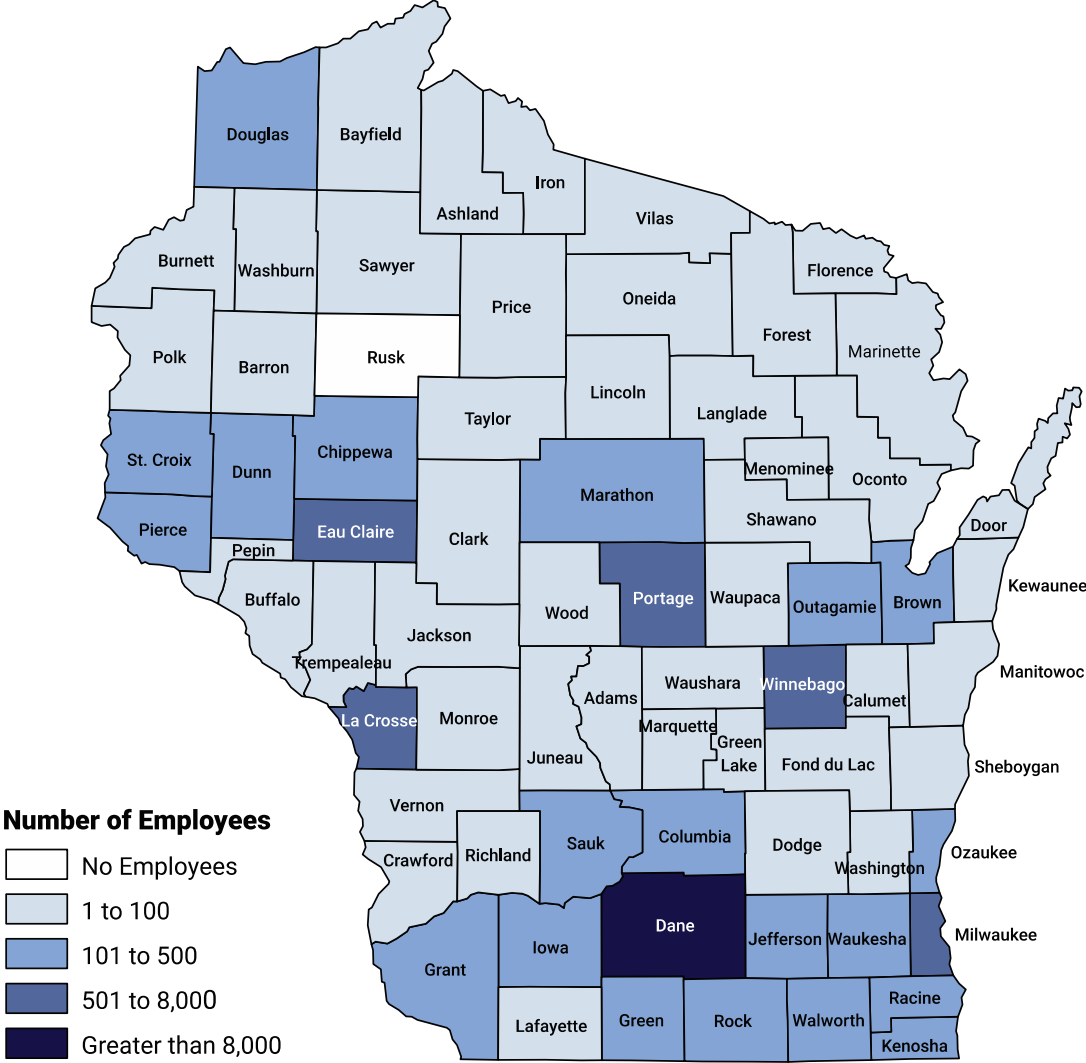 Douglas
Bayfield
Iron
Ashland
Vilas
Burnett
Washburn
Sawyer
Florence
Price
Oneida
Forest
Polk
Barron
Rusk
Marinette
Lincoln
Taylor
Langlade
St. Croix
Dunn
Chippewa
Marathon
Menominee
Oconto
Pierce
Eau Claire
Clark
Shawano
Door
Pepin
Buffalo
Wood
Portage
Waupaca
Outagamie
Brown
Kewaunee
Jackson
Trempealeau
Manitowoc
La Crosse
Monroe
Juneau
Adams
Waushara
Winnebago
Calumet
Marquette
Green
Lake
Fond du Lac
Sheboygan
Vernon
Crawford
Richland
Sauk
Columbia
Dodge
Washington
Ozaukee
Grant
Iowa
Dane
Jefferson
Waukesha
Milwaukee
Lafayette
Green
Rock
Walworth
Racine
Kenosha
Number of Employees
No Employees
1 to 100
101 to 500
501 to 8,000
Greater than 8,000